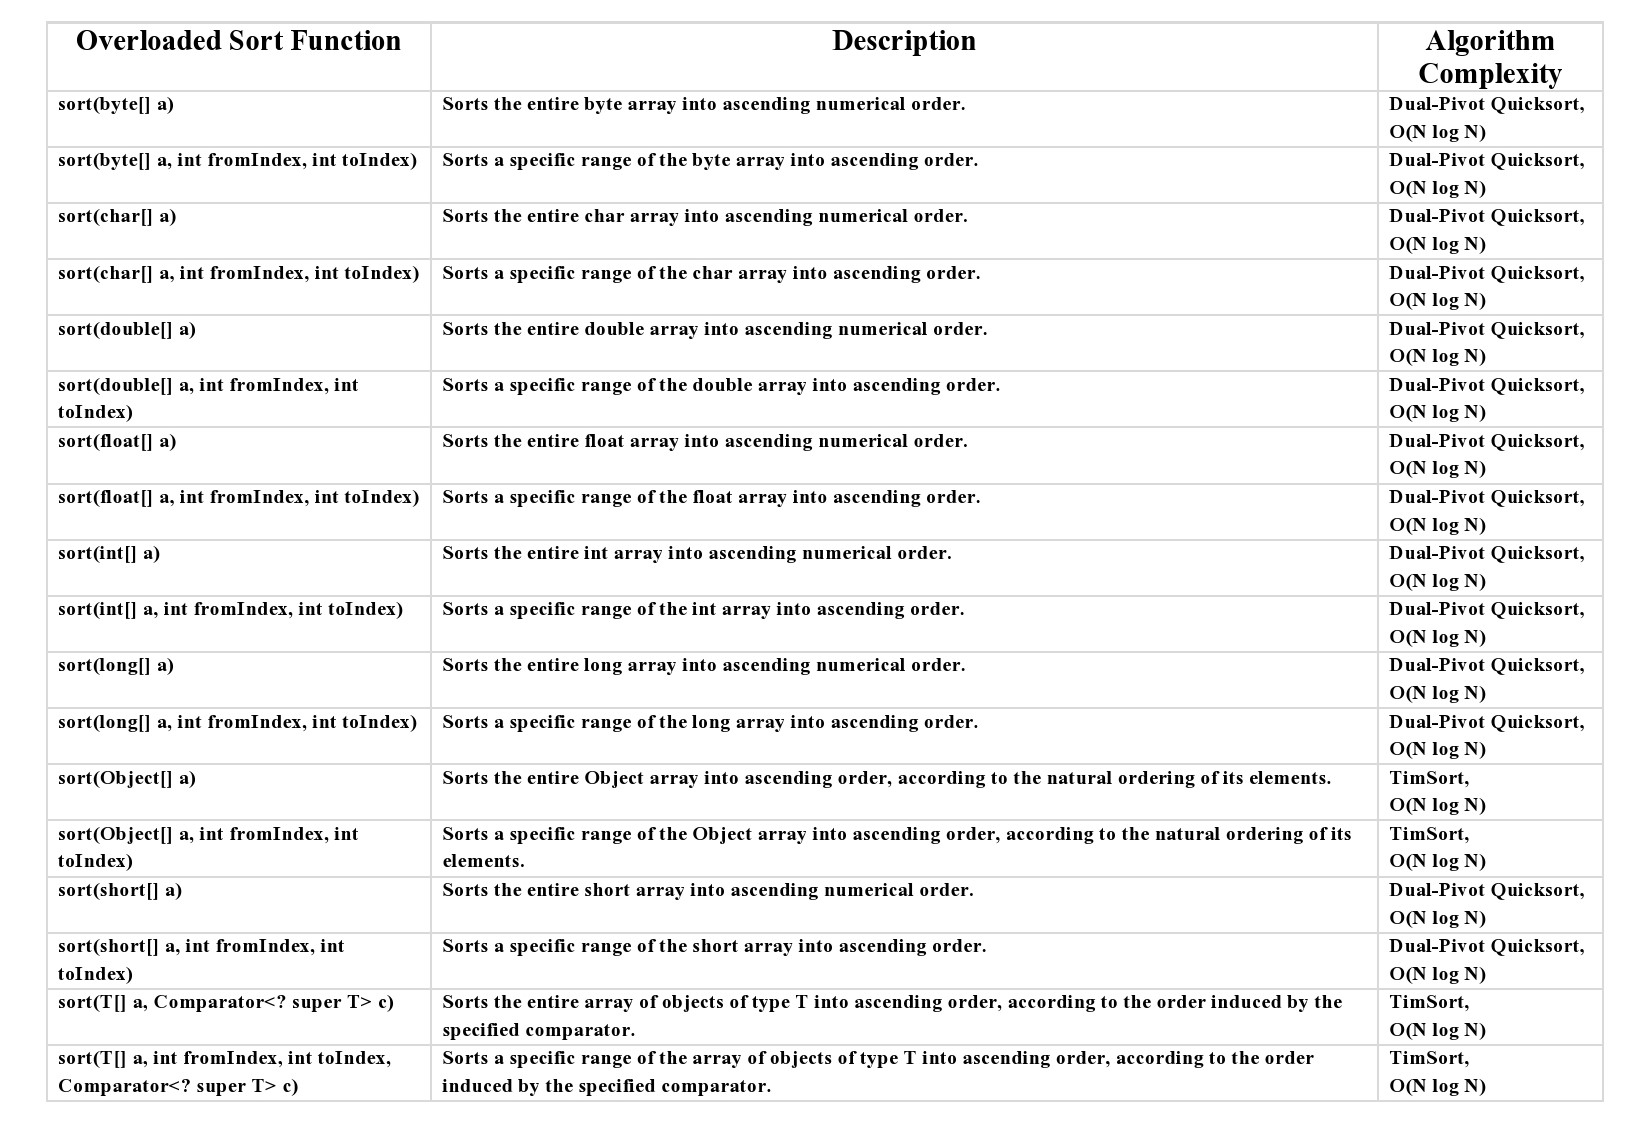 Overloaded Sort Function
Description
Algorithm
Complexity
sort(byte[] a)
Sorts the entire byte array into ascending numerical order.
Dual-Pivot Quicksort,
O(N log N)
sort(byte[] a, int fromIndex, int toIndex)
Sorts a specific range of the byte array into ascending order.
Dual-Pivot Quicksort,
O(N log N)
sort(char[] a)
Sorts the entire char array into ascending numerical order.
Dual-Pivot Quicksort,
O(N log N)
sort(char[] a, int fromIndex, int toIndex)
Sorts a specific range of the char array into ascending order.
Dual-Pivot Quicksort,
O(N log N)
sort(double[] a)
Sorts the entire double array into ascending numerical order.
Dual-Pivot Quicksort,
O(N log N)
sort(double[] a, int fromIndex, int
toIndex)
Sorts a specific range of the double array into ascending order.
Dual-Pivot Quicksort,
O(N log N)
sort(float[] a)
Sorts the entire float array into ascending numerical order.
Dual-Pivot Quicksort,
O(N log N)
sort(float[] a, int fromIndex, int toIndex)
Sorts a specific range of the float array into ascending order.
Dual-Pivot Quicksort,
O(N log N)
sort(int[] a)
Sorts the entire int array into ascending numerical order.
Dual-Pivot Quicksort,
O(N log N)
sort(int[] a, int fromIndex, int toIndex)
Sorts a specific range of the int array into ascending order.
Dual-Pivot Quicksort,
O(N log N)
sort(long[] a)
Sorts the entire long array into ascending numerical order.
Dual-Pivot Quicksort,
O(N log N)
sort(long[] a, int fromIndex, int toIndex)
Sorts a specific range of the long array into ascending order.
Dual-Pivot Quicksort,
O(N log N)
sort(Object[] a)
Sorts the entire Object array into ascending order, according to the natural ordering of its elements.
TimSort,
O(N log N)
sort(Object[] a, int fromIndex, int
toIndex)
Sorts a specific range of the Object array into ascending order, according to the natural ordering of its
elements.
TimSort,
O(N log N)
sort(short[] a)
Sorts the entire short array into ascending numerical order.
Dual-Pivot Quicksort,
O(N log N)
sort(short[] a, int fromIndex, int
toIndex)
Sorts a specific range of the short array into ascending order.
Dual-Pivot Quicksort,
O(N log N)
sort(T[] a, Comparator<? super T> c)
Sorts the entire array of objects of type T into ascending order, according to the order induced by the
specified comparator.
TimSort,
O(N log N)
sort(T[] a, int fromIndex, int toIndex,
Comparator<? super T> c)
Sorts a specific range of the array of objects of type T into ascending order, according to the order
induced by the specified comparator.
TimSort,
O(N log N)